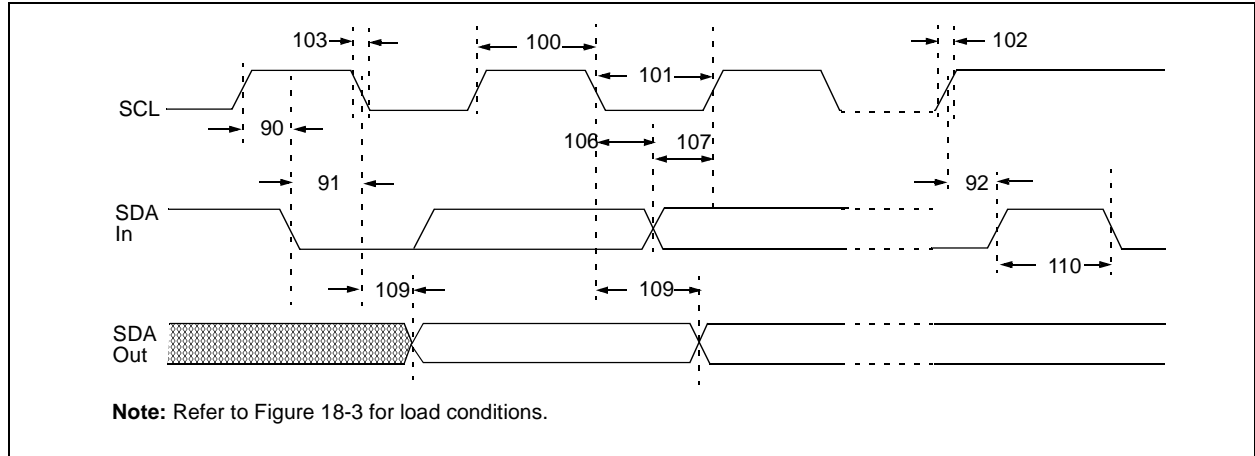 103
100
102
101
SCL
90
106
107
91
92
SDA
In
110
109
109
SDA
Out
Note: Refer to Figure 18-3 for load conditions.